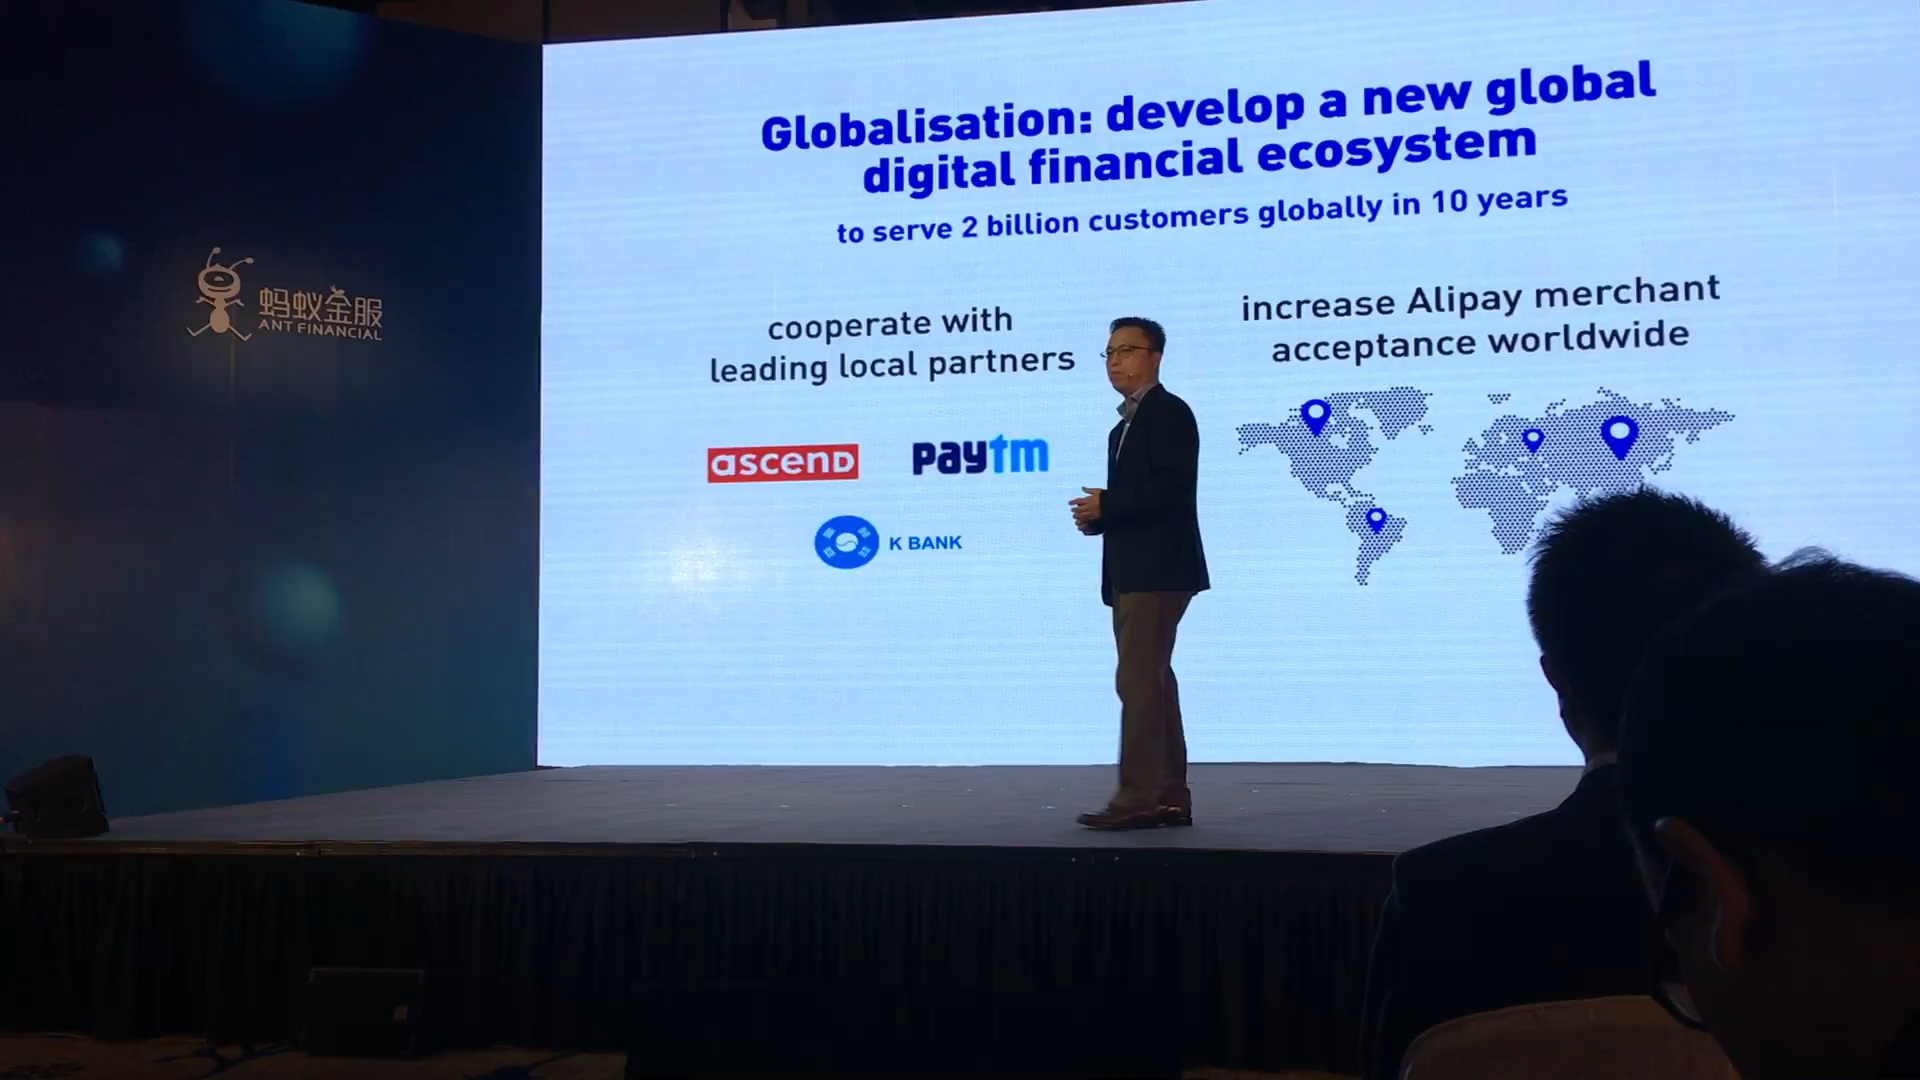 Globalisation: develop a new global
digital financial ecosystem
to serve 2 billion customers globally in 10 years
蚂蚁金服
ANT FINANCIAL
cooperate with
leading local partners
ascend
paytm
K BANK
increase Alipay merchant
acceptance worldwide